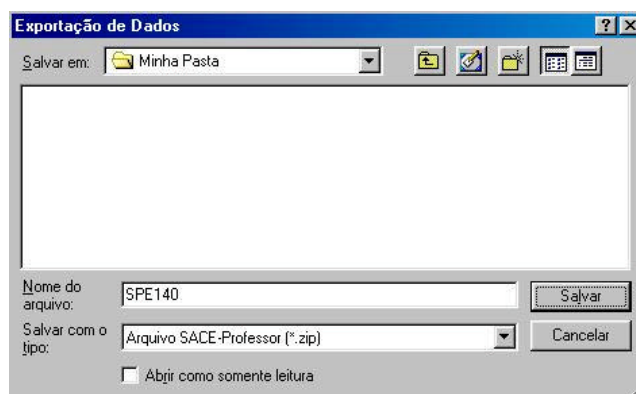 Exportação de Dados
Salvar em: Minha Pasta
Nome do
arquivo: SPE140 Salvar
Salvar com o
tipo: Arquivo SACE-Professor (*.zip) Cancelar
Abrir como somente leitura